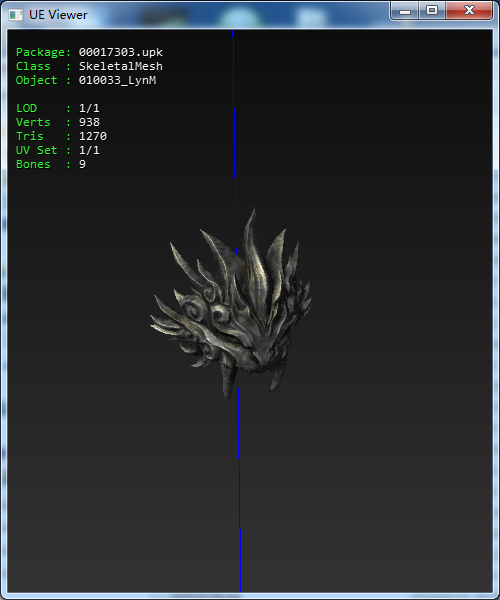 UE Viewer
Package: 00017303.upk
Class : SkeletalMesh
Object : 010033_LynM
LOD : 1/1
Verts : 938
Tris : 1270
UV Set : 1/1
Bones : 9